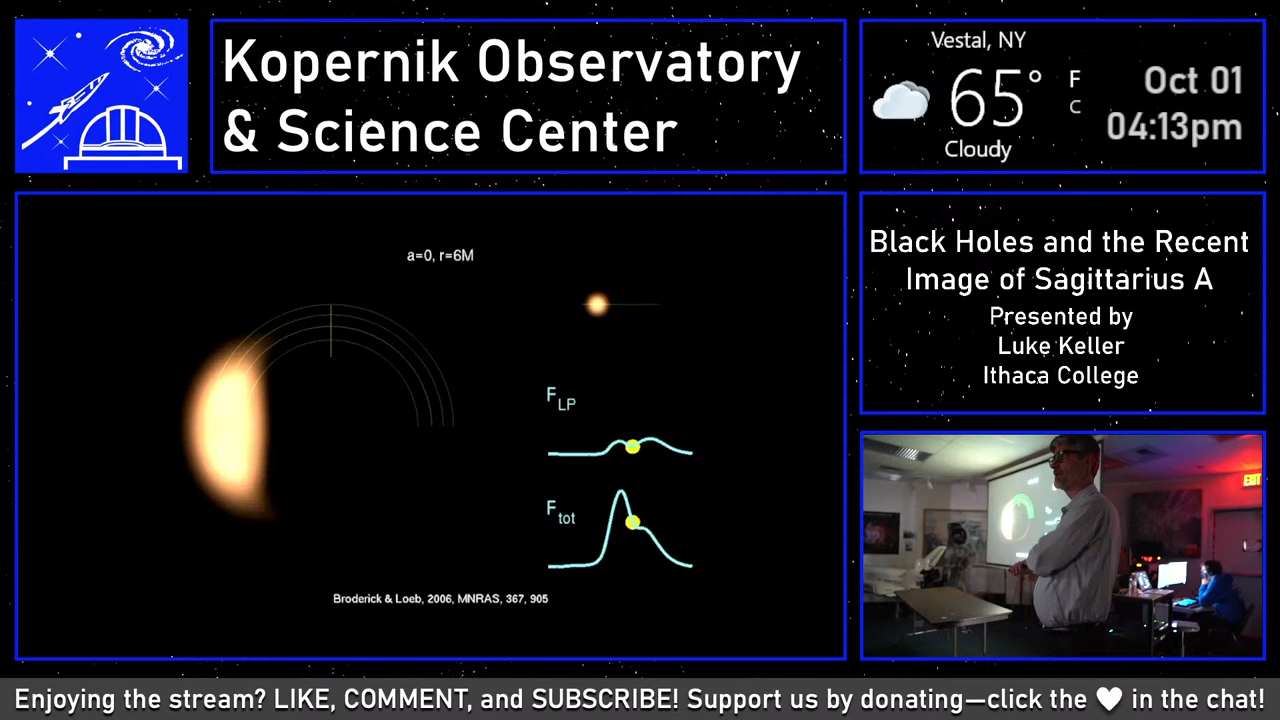 Kopernik Observatory
& Science Center
Vestal, NY
65° F
C
Cloudy
Oct 01
04:13pm
a=0, r=6M
F LP
F tot
Broderick & Loeb, 2006, MNRAS, 367, 905
Black Holes and the Recent
Image of Sagittarius A
Presented by
Luke Keller
Ithaca College
EXIT
Enjoying the stream? LIKE, COMMENT, and SUBSCRIBE! Support us by donating—click the ♥ in the chat!